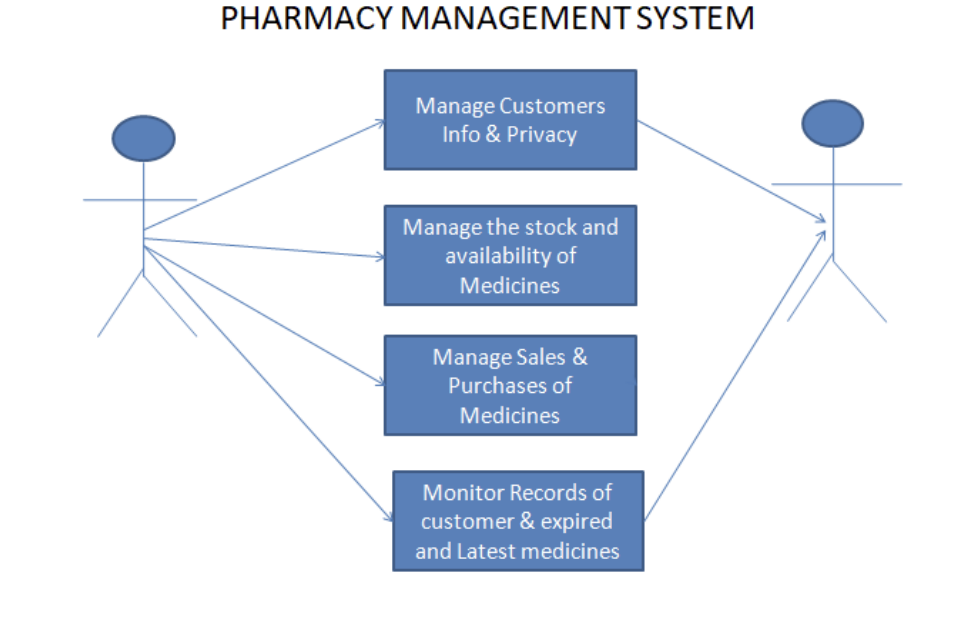 PHARMACY MANAGEMENT SYSTEM
Manage Customers
Info & Privacy
Manage the stock and
availability of
Medicines
Manage Sales &
Purchases of
Medicines
Monitor Records of
customer & expired
and Latest medicines